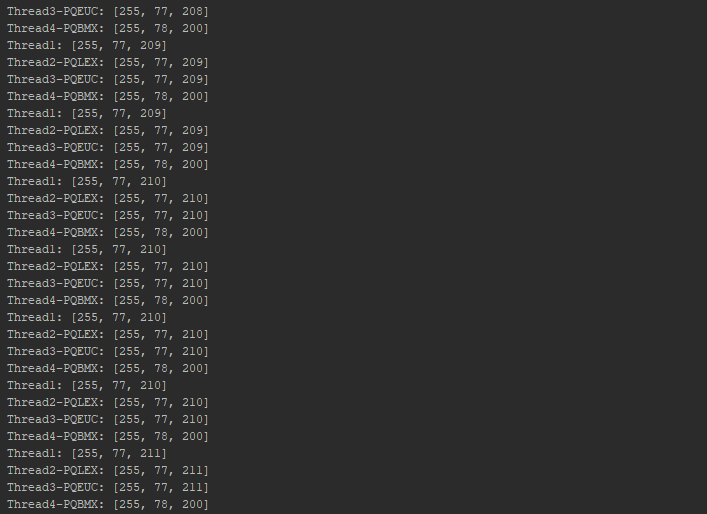 Thread3-PQEUC: [255, 77, 208]
Thread4-PQBMX: [255, 78, 200]
Thread1: [255, 77, 209]
Thread2-PQLEX: [255, 77, 209]
Thread3-PQEUC: [255, 77, 209]
Thread4-PQBMX: [255, 78, 200]
Thread1: [255, 77, 209]
Thread2-PQLEX: [255, 77, 209]
Thread3-PQEUC: [255, 77, 209]
Thread4-PQBMX: [255, 78, 200]
Thread1: [255, 77, 210]
Thread2-PQLEX: [255, 77, 210]
Thread3-PQEUC: [255, 77, 210]
Thread4-PQBMX: [255, 78, 200]
Thread1: [255, 77, 210]
Thread2-PQLEX: [255, 77, 210]
Thread3-PQEUC: [255, 77, 210]
Thread4-PQBMX: [255, 78, 200]
Thread1: [255, 77, 210]
Thread2-PQLEX: [255, 77, 210]
Thread3-PQEUC: [255, 77, 210]
Thread4-PQBMX: [255, 78, 200]
Thread1: [255, 77, 210]
Thread2-PQLEX: [255, 77, 210]
Thread3-PQEUC: [255, 77, 210]
Thread4-PQBMX: [255, 78, 200]
Thread1: [255, 77, 211]
Thread2-PQLEX: [255, 77, 211]
Thread3-PQEUC: [255, 77, 211]
Thread4-PQBMX: [255, 78, 200]